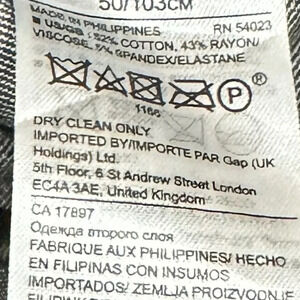 50/103CM
MADE IN PHILIPPINES RN 54023
52% COTTON, 43% RAYON/
VISCOSE, 5% SPANDEX/ELASTANE
P ®
1166
DRY CLEAN ONLY
IMPORTED BY/IMPORTE PAR Gap (UK
Holdings) Ltd.
5th Floor, 6 St Andrew Street London
EC4A 3AE, United Kingdom
CA 17897
Одежда второго слоя
FABRIQUE AUX PHILIPPINES/ HECHO
EN FILIPINAS CON INSUMOS
IMPORTADOS/ ZEMLJA PROIZVODNJE